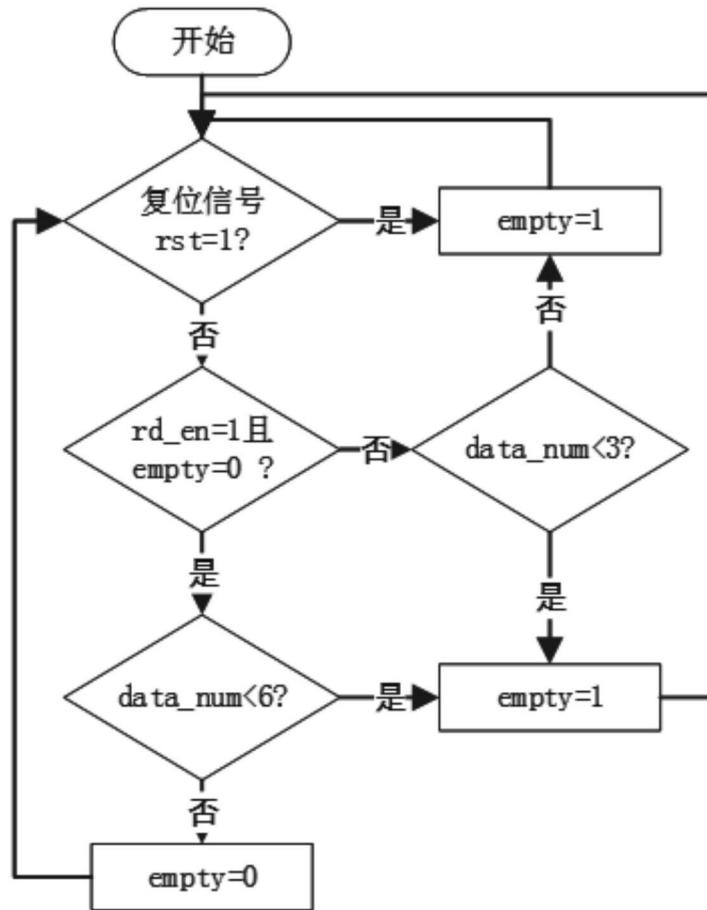 开始
复位信号
rst=1?
是
empty=1
否
否
rd_en=1且
empty=0 ?
否
data_num<3?
是
是
data_num<6?
是
empty=1
否
empty=0